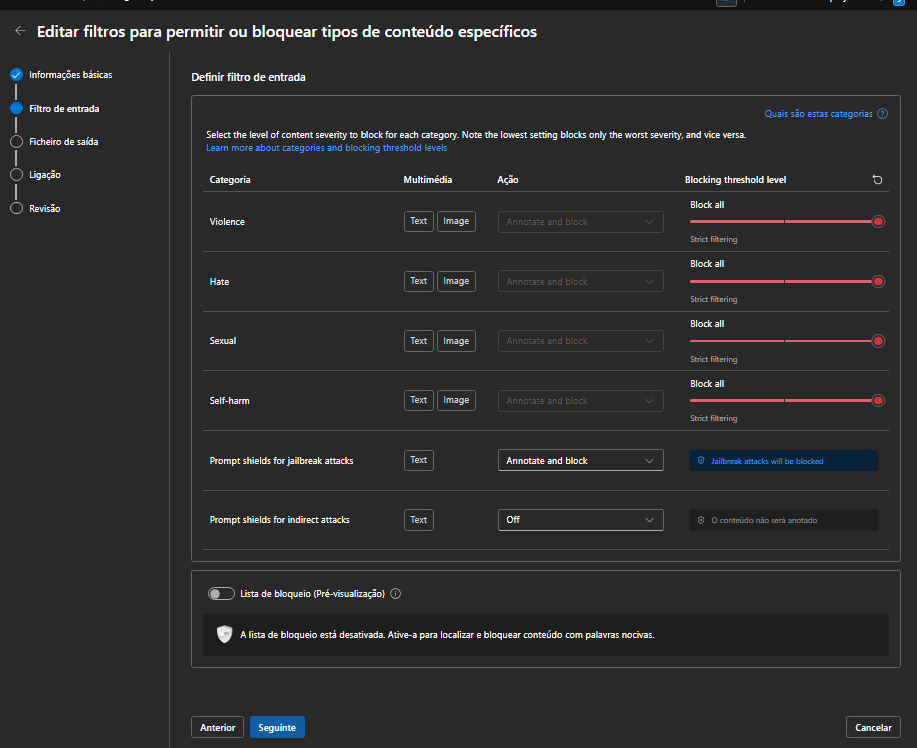 Editar filtros para permitir ou bloquear tipos de conteúdo específicos
Informações básicas
Filtro de entrada
Ficheiro de saída
Ligação
Revisão
Definir filtro de entrada
Quais são estas categorias
Select the level of content severity to block for each category. Note the lowest setting blocks only the worst severity, and vice versa.
Learn more about categories and blocking threshold levels
Categoria Multimédia Ação Blocking threshold level
Violence Text Image Annotate and block Block all
Strict filtering
Hate Text Image Annotate and block Block all
Strict filtering
Sexual Text Image Annotate and block Block all
Strict filtering
Self-harm Text Image Annotate and block Block all
Strict filtering
Prompt shields for jailbreak attacks Text Annotate and block Jailbreak attacks will be blocked
Prompt shields for indirect attacks Text Off O conteúdo não será anotado
Lista de bloqueio (Pré-visualização)
A lista de bloqueio está desativada. Ative-a para localizar e bloquear conteúdo com palavras nocivas.
Anterior Seguinte Cancelar